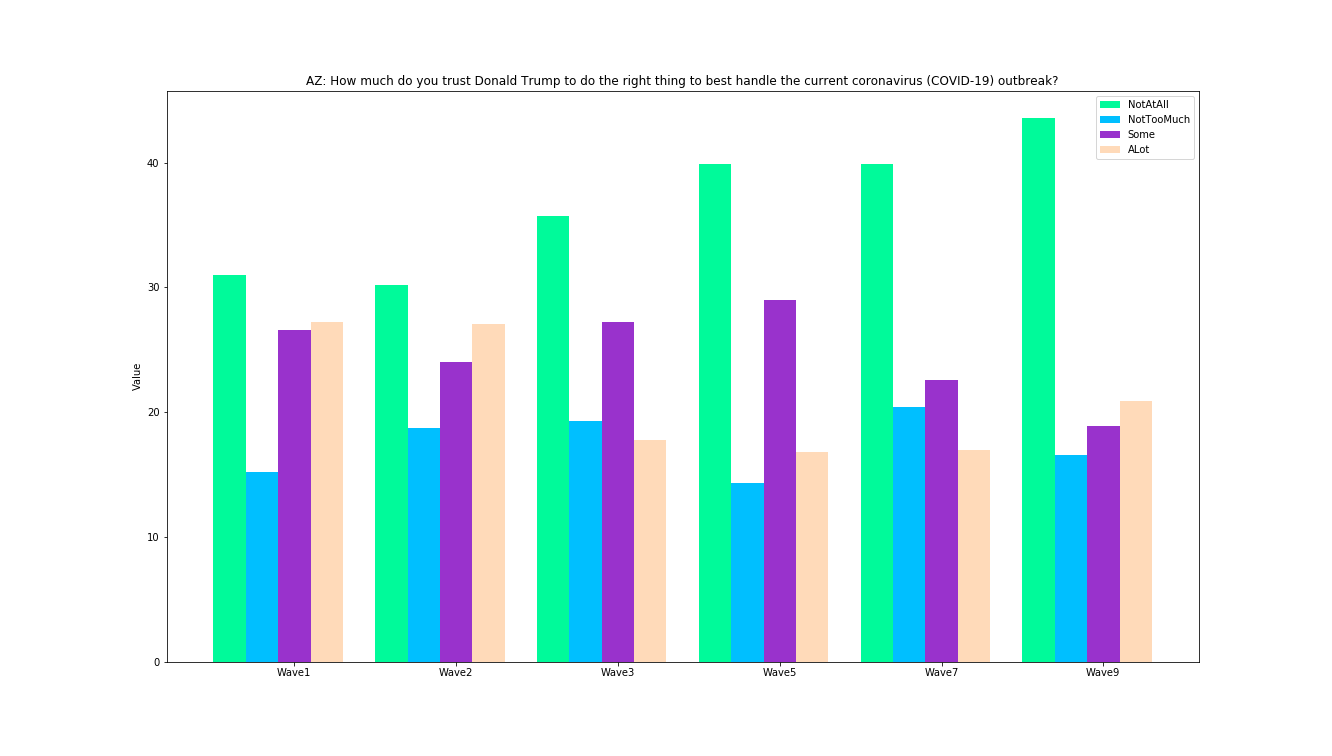 AZ: How much do you trust Donald Trump to do the right thing to best handle the current coronavirus (COVID-19) outbreak?
NotAtAll
NotTooMuch
Some
ALot
40
30
20
10
0
Value
Wave1 Wave2 Wave3 Wave5 Wave7 Wave9